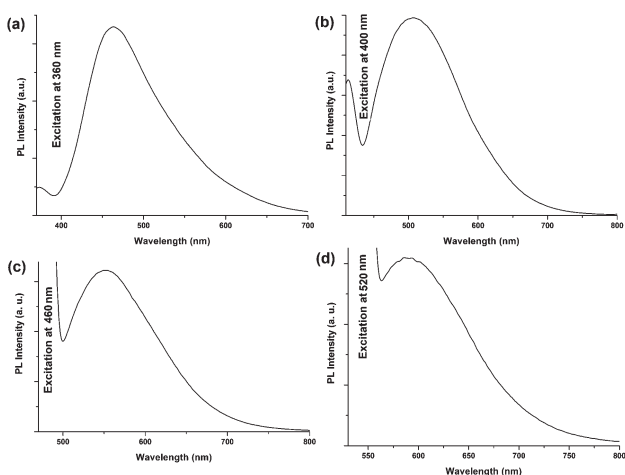 (a)
PL Intensity (a.u.)
Excitation at 360 nm
400 500 600 700
Wavelength (nm)
(b)
PL Intensity (a.u.)
Excitation at 400 nm
500 600 700 800
Wavelength (nm)
(c)
PL Intensity (a. u.)
Excitation at 460 nm
500 600 700 800
Wavelength (nm)
(d)
PL Intensity (a. u.)
Excitation at 520 nm
550 600 650 700 750 800
Wavelength (nm)